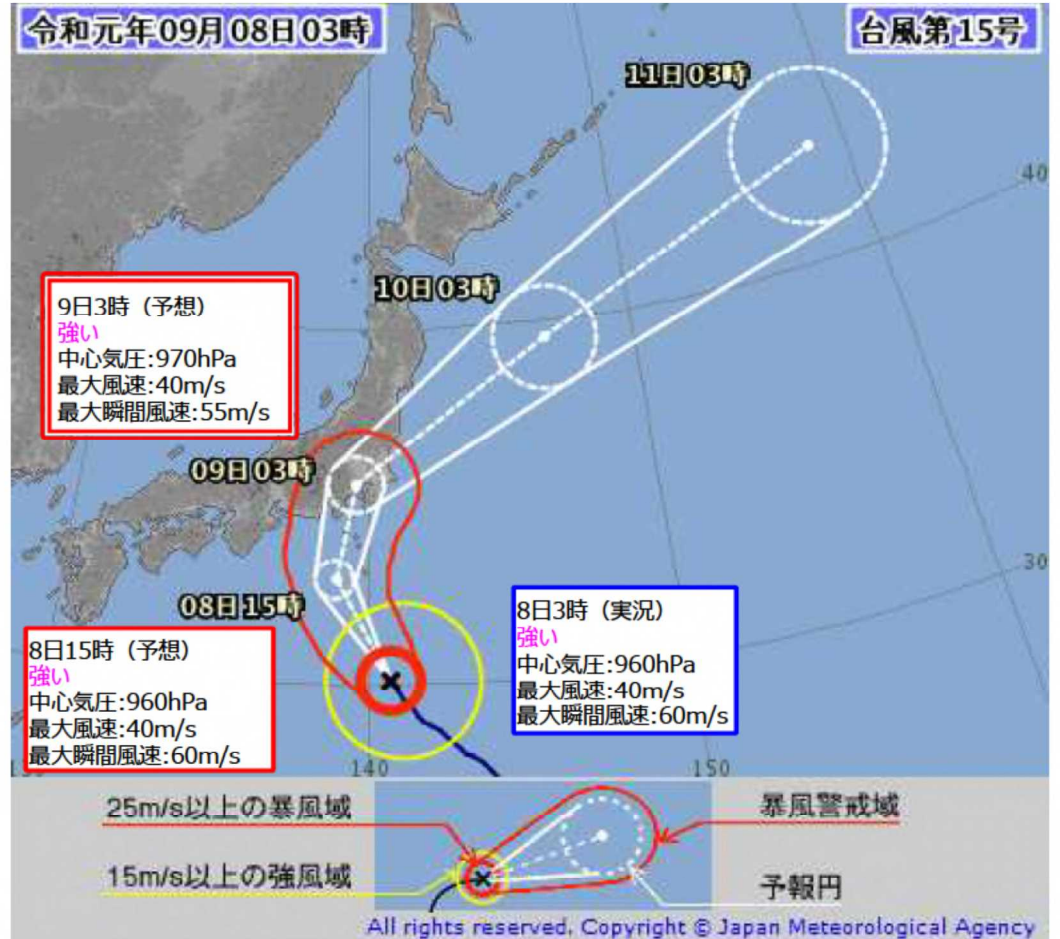 令和元年09月08日03時
台風第15号
11日03時
40
10日03時
9日3時（予想）
強い
中心気圧:970hPa
最大風速:40m/s
最大瞬間風速:55m/s
09日03時
30
08日15時
8日3時（実況）
強い
中心気圧:960hPa
最大風速:40m/s
最大瞬間風速:60m/s
8日15時（予想）
強い
中心気圧:960hPa
最大風速:40m/s
最大瞬間風速:60m/s
140
150
25m/s以上の暴風域
暴風警戒域
15m/s以上の強風域
予報円
All rights reserved. Copyright © Japan Meteorological Agency